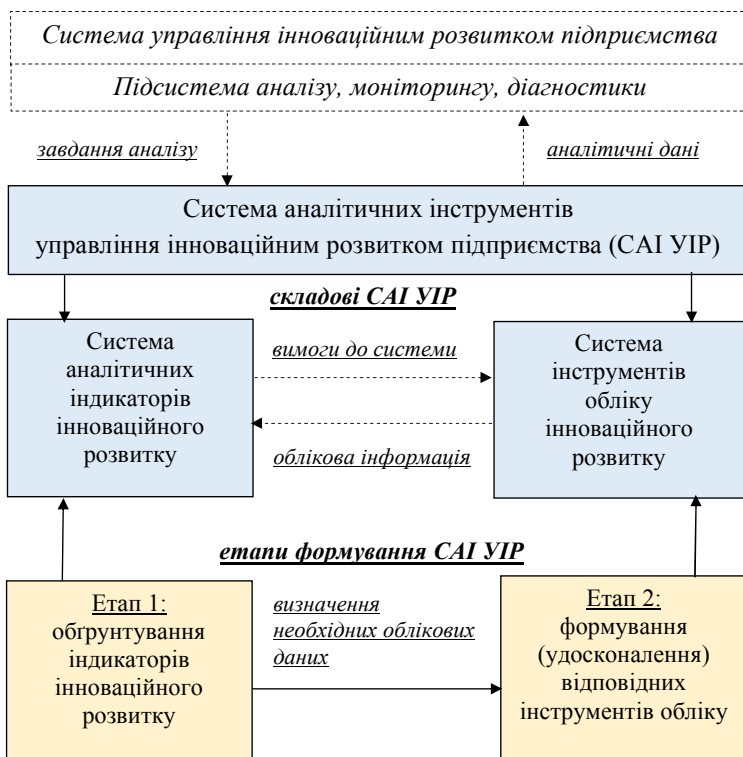 Система управління інноваційним розвитком підприємства
Підсистема аналізу, моніторингу, діагностики
завдання аналізу
аналітичні дані
Система аналітичних інструментів
управління інноваційним розвитком підприємства (САІ УІР)
складові САІ УІР
Система
аналітичних
індикаторів
інноваційного
розвитку
вимоги до системи
облікова інформація
Система
інструментів
обліку
інноваційного
розвитку
етапи формування САІ УІР
Етап 1:
обґрунтування
індикаторів
інноваційного
розвитку
визначення
необхідних облікових
даних
Етап 2:
формування
(удосконалення)
відповідних
інструментів обліку